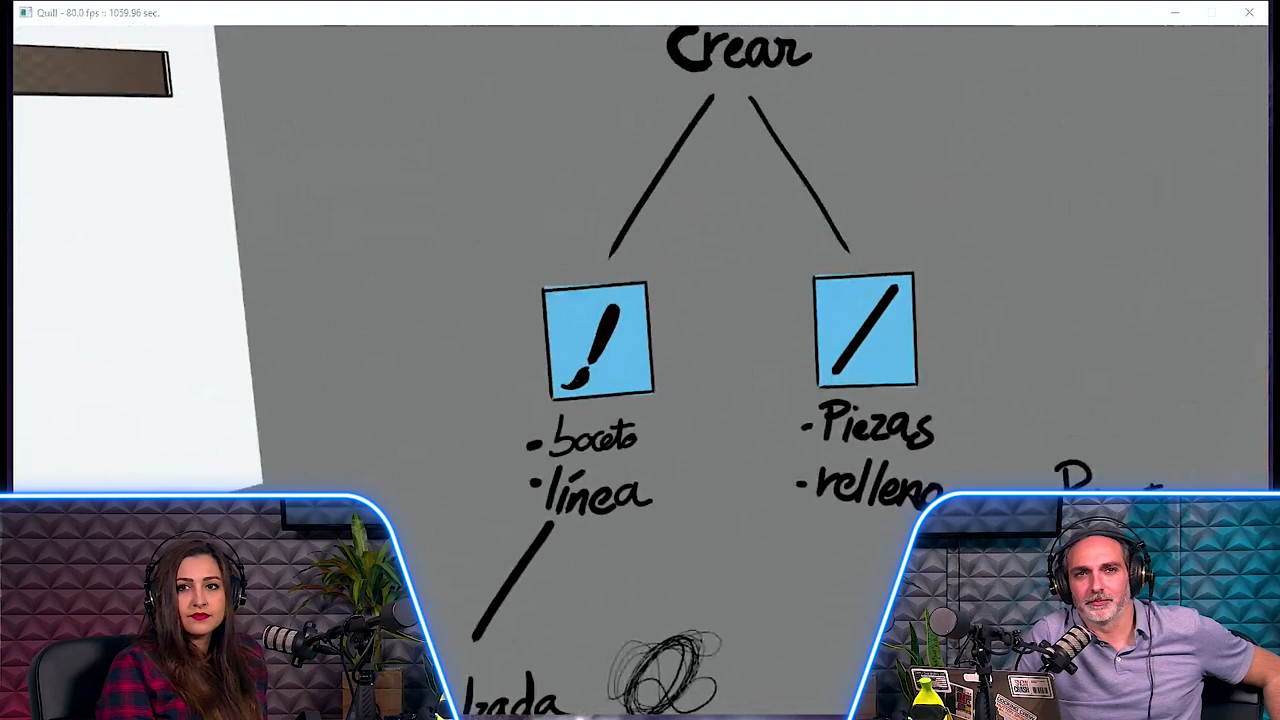 Quill - 80.0 fps :: 1059.96 sec.
Crear
• boceto
• línea
• Piezas
• relleno